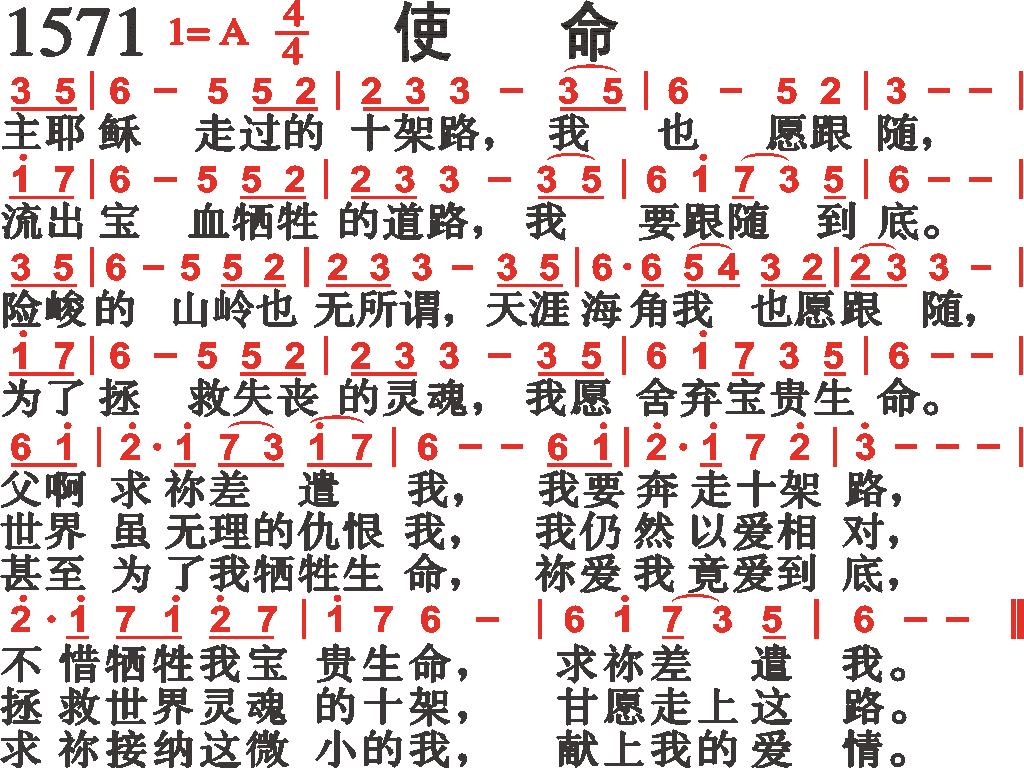 1571 1=A 4/4 使 命
3 5 | 6 － 5 5 2 | 2 3 3 － 3 5 | 6 － 5 2 | 3 － － |
主耶稣 走过的 十架路， 我 也 愿跟随，
1̇ 7 | 6 － 5 5 2 | 2 3 3 － 3 5 | 6 1̇ 7 3 5 | 6 － － |
流出宝 血牺牲 的道路， 我 要跟随 到底。
3 5 | 6 － 5 5 2 | 2 3 3 － 3 5 | 6 · 6 5 4 3 2 | 2 3 3 － |
险峻的 山岭也 无所谓， 天涯海角我 也愿跟 随，
1̇ 7 | 6 － 5 5 2 | 2 3 3 － 3 5 | 6 1̇ 7 3 5 | 6 － － |
为了拯 救失丧 的灵魂， 我愿 舍弃宝贵生 命。
6 1̇ | 2̇ · 1̇ 7 3 1̇ 7 | 6 － － 6 1̇ | 2̇ · 1̇ 7 2̇ | 3̇ － － － |
父啊 求祢差 遣 我， 我要奔走十架 路，
世界 虽无理的仇恨 我， 我仍然以爱相 对，
甚至 为了我牺牲生 命， 祢爱我竟爱到 底，
2̇ · 1̇ 7 1̇ 2̇ 7 | 1̇ 7 6 － | 6 1̇ 7 3 5 | 6 － － ‖
不惜牺牲我宝 贵生命， 求祢差 遣 我。
拯救世界灵魂 的十架， 甘愿走上这 路。
求祢接纳这微 小的我， 献上我的爱 情。